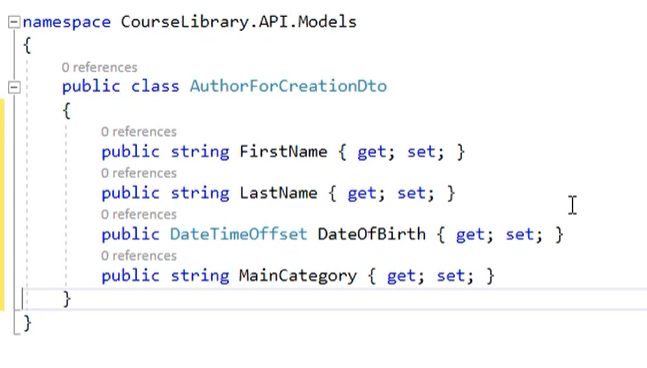 namespace CourseLibrary.API.Models
{
0 references
public class AuthorForCreationDto
{
0 references
public string FirstName { get; set; }
0 references
public string LastName { get; set; }
0 references
public DateTimeOffset DateOfBirth { get; set; }
0 references
public string MainCategory { get; set; }
}
}